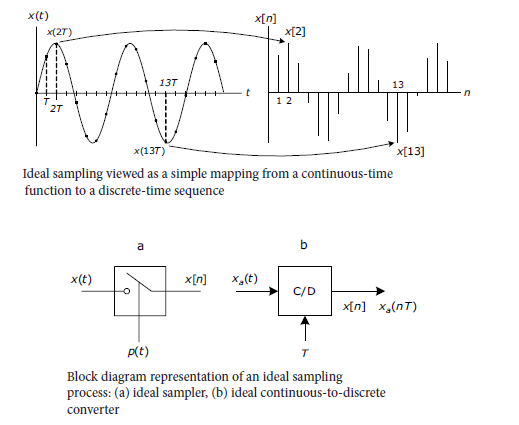 x(t)
x(2T)
x[n]
x[2]
13T
t
T
2T
x(13T)
1 2
13
n
x[13]
Ideal sampling viewed as a simple mapping from a continuous-time
function to a discrete-time sequence
a
b
x(t)
x[n]
xₐ(t)
C/D
x[n] xₐ(nT)
p(t)
T
Block diagram representation of an ideal sampling
process: (a) ideal sampler, (b) ideal continuous-to-discrete
converter